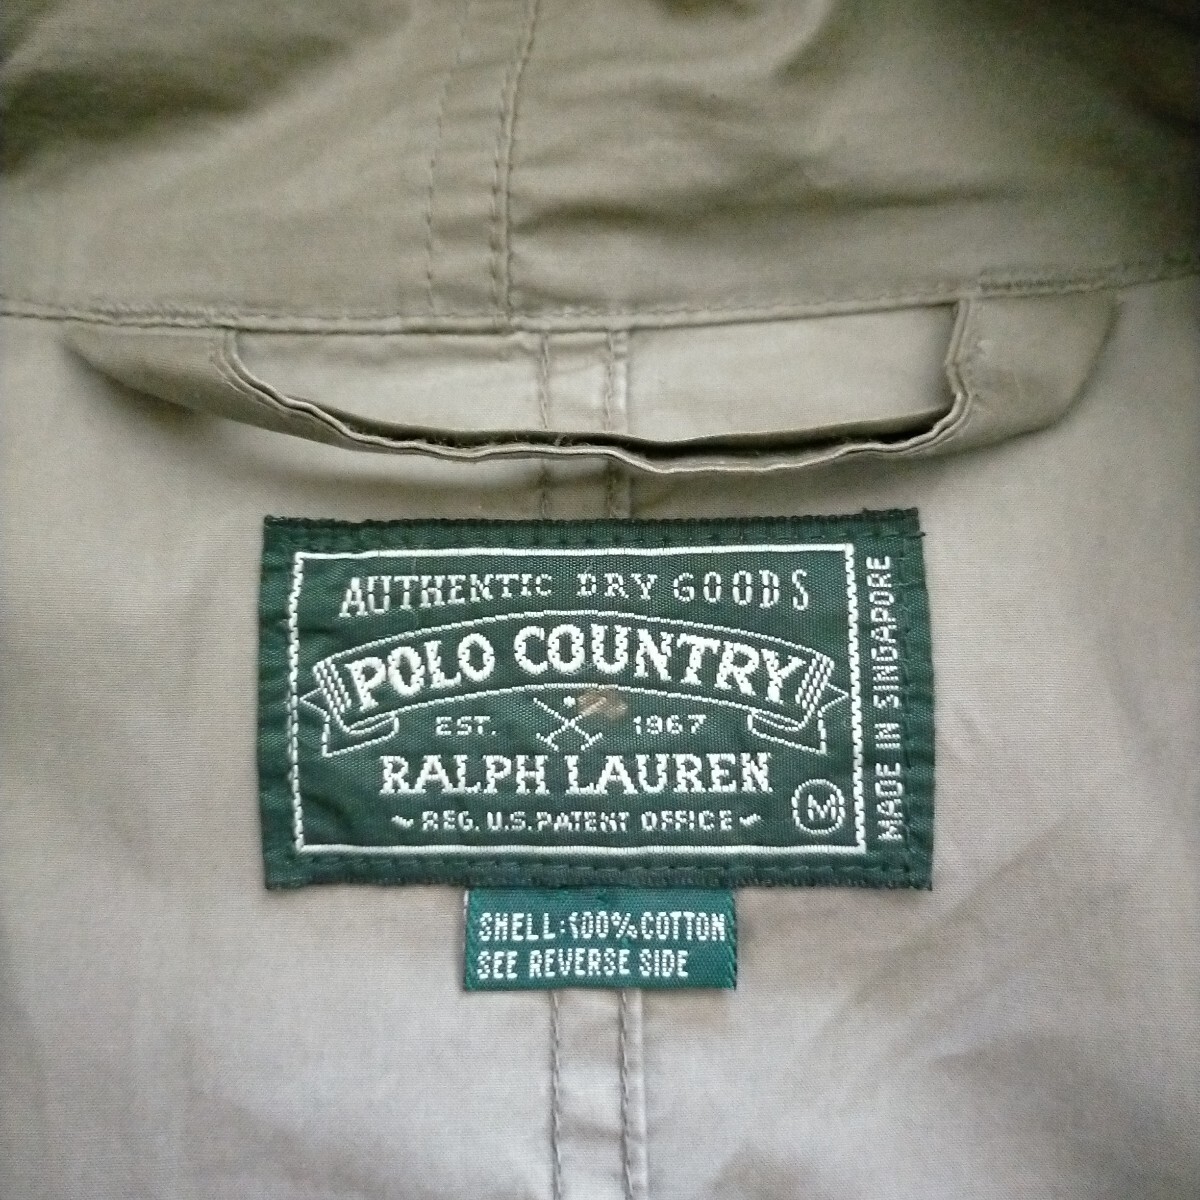 AUTHENTIC DRY GOODS
POLO COUNTRY
EST. 1967
RALPH LAUREN
~ REG. U.S. PATENT OFFICE ~
M
MADE IN SINGAPORE
SHELL:100%COTTON
SEE REVERSE SIDE